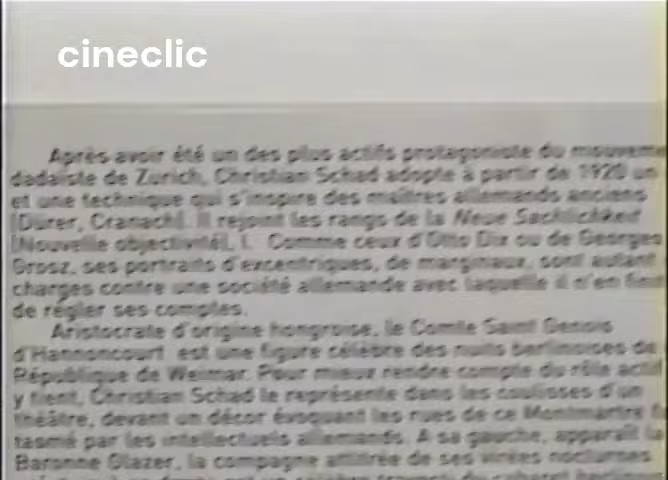 cineclic
Après avoir été un des plus actifs protagoniste du mouveme
dadaïste de Zurich, Christian Schad adopte à partir de 1920 un
et une technique qui s'inspire des maîtres allemands anciens
(Dürer, Cranach). Il rejoint les rangs de la Neue Sachlichkeit
(Nouvelle objectivité). Comme ceux d'Otto Dix ou de Georges
Grosz, ses portraits d'excentriques, de marginaux, sont autant
charges contre une société allemande avec laquelle il n'en finit
de régler ses comptes.
Aristocrate d'origine hongroise, le Comte Saint Genois
d'Hannoncourt est une figure célèbre des nuits berlinoises de
République de Weimar. Pour mieux rendre compte du rôle actif
y tient, Christian Schad le représente dans les coulisses d'un
théâtre, devant un décor évoquant les rues de ce Montmartre f
tasmé par les intellectuels allemands. A sa gauche, apparaît la
Baronne Glazer, la compagne attitrée de ses virées nocturnes